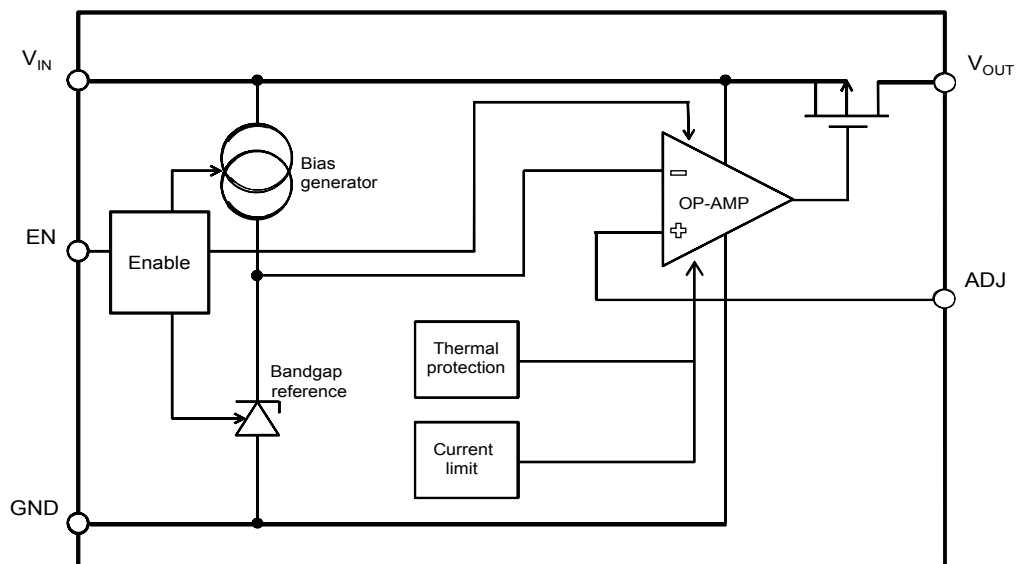 V_IN
V_OUT
Bias
generator
OP-AMP
EN
Enable
ADJ
Thermal
protection
Bandgap
reference
Current
limit
GND